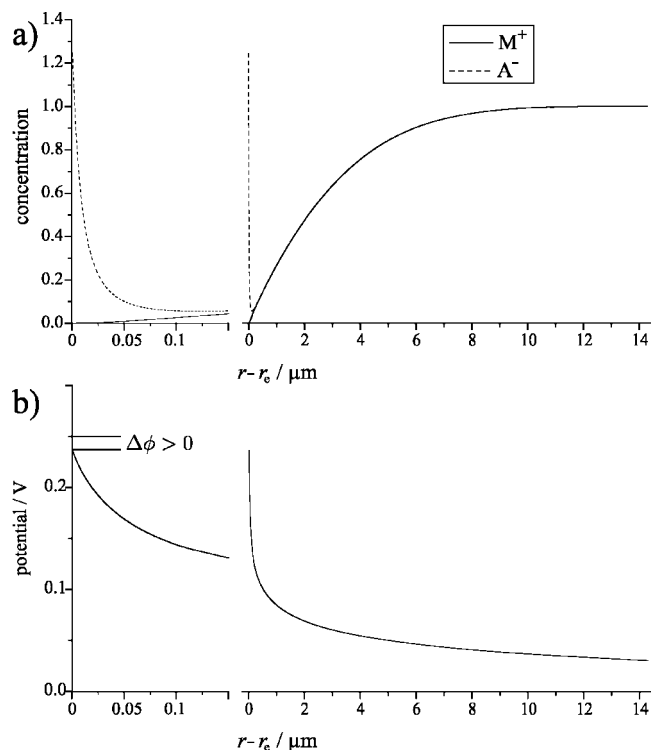 a)
M⁺
A⁻
concentration
1.4
1.2
1.0
0.8
0.6
0.4
0.2
0.0
0 0.05 0.1 0 2 4 6 8 10 12 14
r - rₑ / μm
b)
Δϕ > 0
potential / V
0.2
0.1
0.0
0 0.05 0.1 0 2 4 6 8 10 12 14
r - rₑ / μm